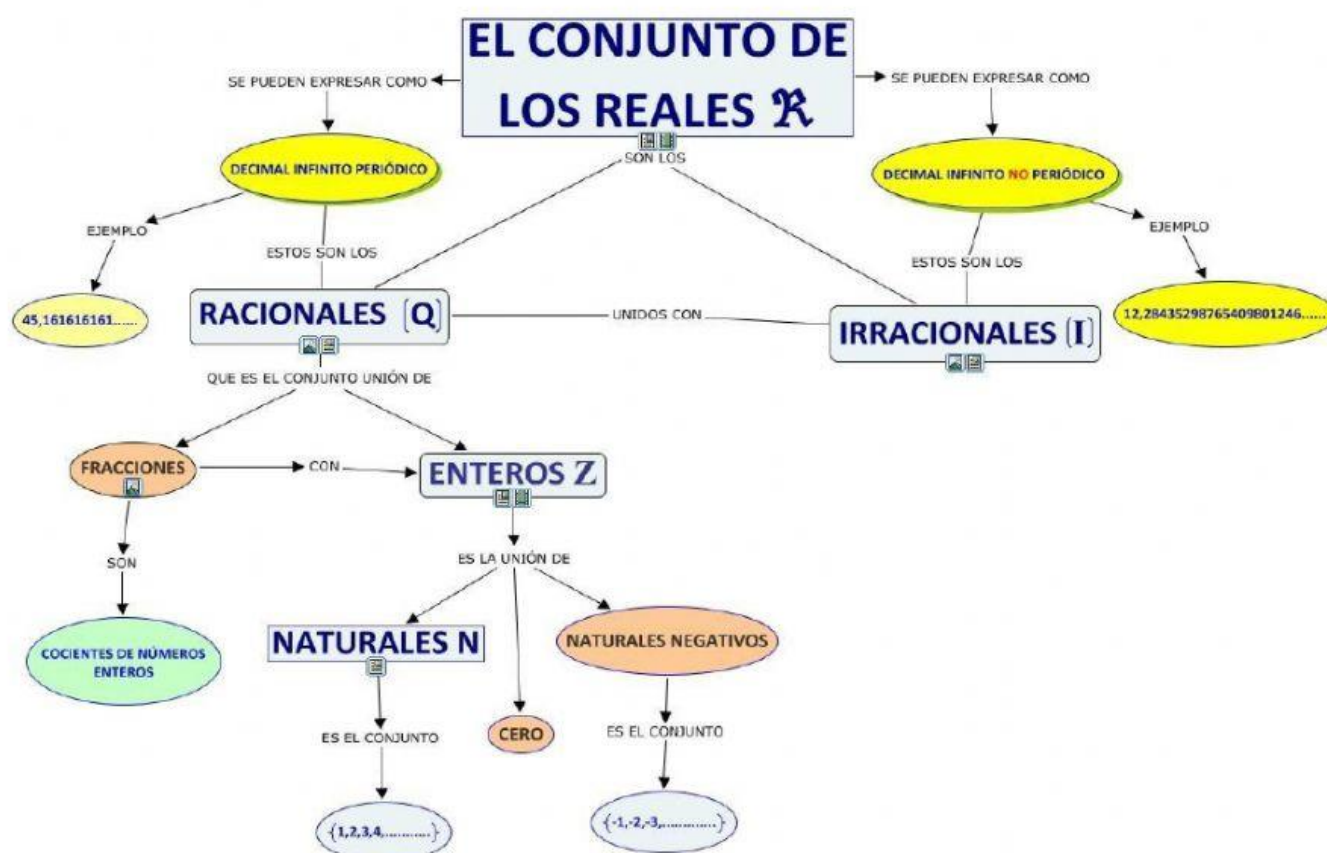 EL CONJUNTO DE
LOS REALES ℜ
SE PUEDEN EXPRESAR COMO
SE PUEDEN EXPRESAR COMO
SON LOS
DECIMAL INFINITO PERIÓDICO
DECIMAL INFINITO NO PERIÓDICO
EJEMPLO
ESTOS SON LOS
ESTOS SON LOS
EJEMPLO
45,161616161......
RACIONALES (Q)
UNIDOS CON
IRRACIONALES (I)
12,28435298765409801246......
QUE ES EL CONJUNTO UNIÓN DE
FRACCIONES
CON
ENTEROS Z
SON
ES LA UNIÓN DE
COCIENTES DE NÚMEROS
ENTEROS
NATURALES N
NATURALES NEGATIVOS
ES EL CONJUNTO
CERO
ES EL CONJUNTO
{1,2,3,4,...........}
{-1,-2,-3,.............}